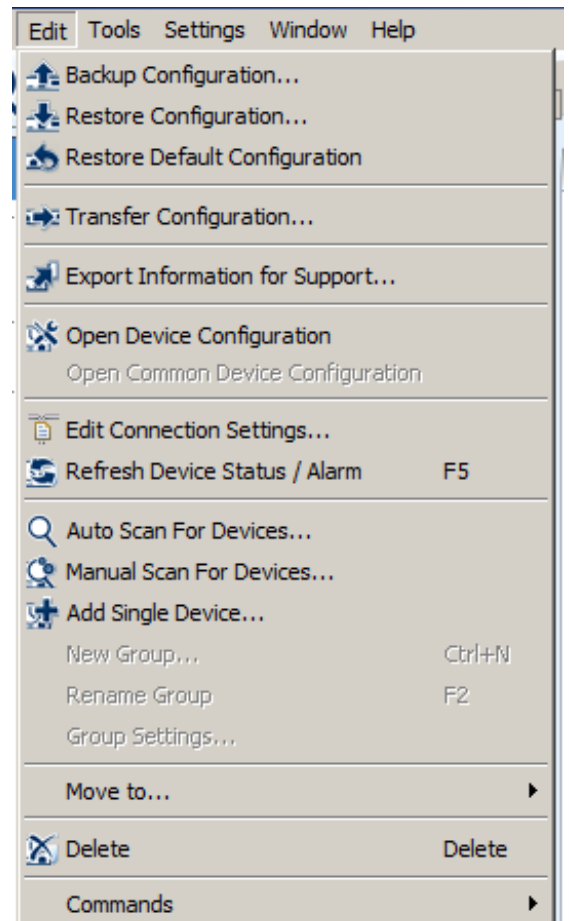 Edit Tools Settings Window Help
Backup Configuration...
Restore Configuration...
Restore Default Configuration
Transfer Configuration...
Export Information for Support...
Open Device Configuration
Open Common Device Configuration
Edit Connection Settings...
Refresh Device Status / Alarm F5
Auto Scan For Devices...
Manual Scan For Devices...
Add Single Device...
New Group... Ctrl+N
Rename Group F2
Group Settings...
Move to...
Delete Delete
Commands